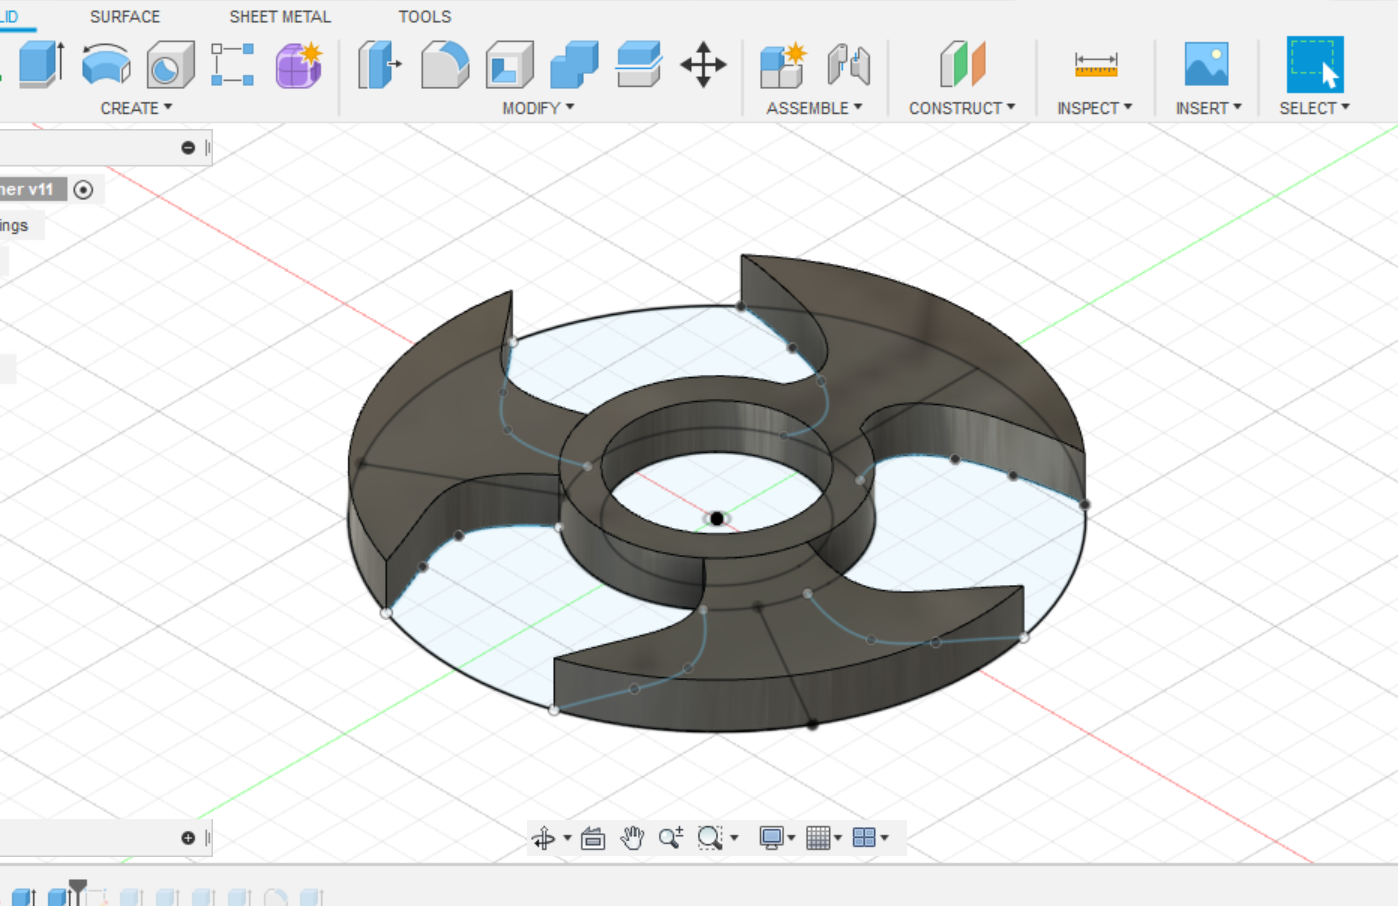 LID SURFACE SHEET METAL TOOLS
CREATE MODIFY ASSEMBLE CONSTRUCT INSPECT INSERT SELECT
ner v11
ings